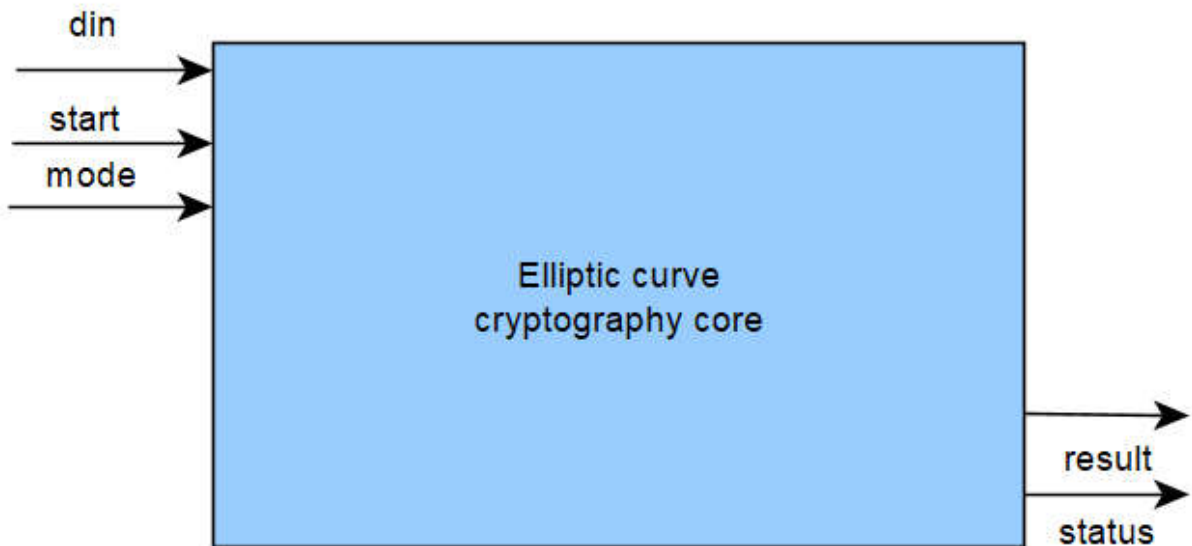 din
start
mode
Elliptic curve
cryptography core
result
status